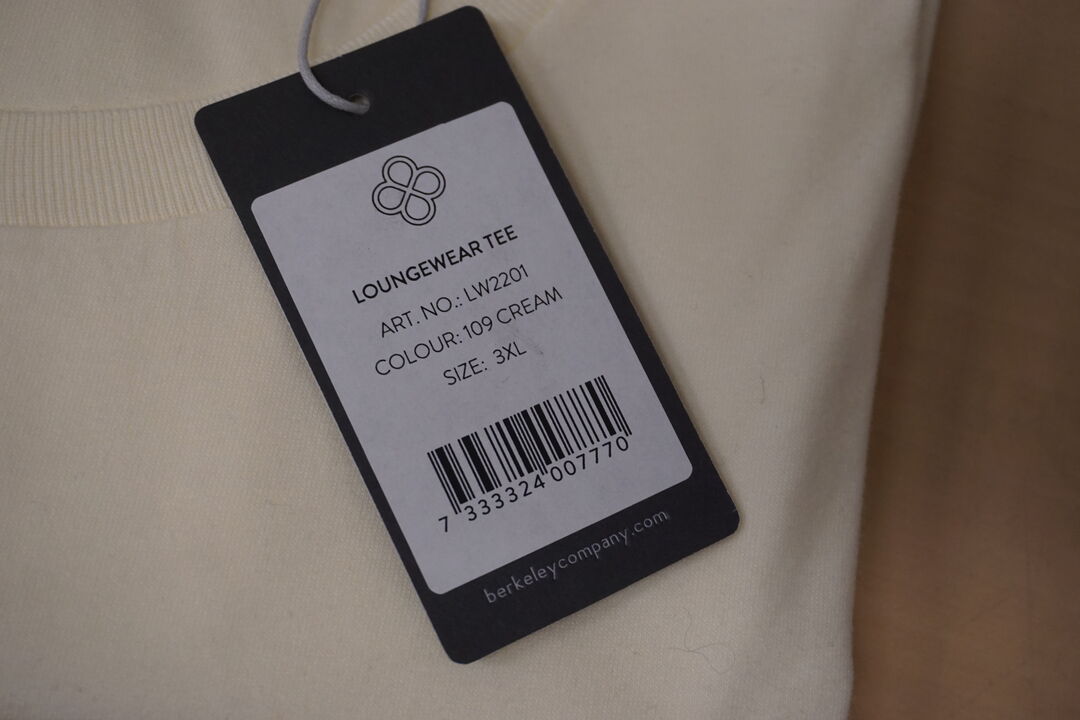 LOUNGEWEAR TEE
ART. NO.: LW2201
COLOUR: 109 CREAM
SIZE: 3XL
7 333324 007770
berkeleycompany.com